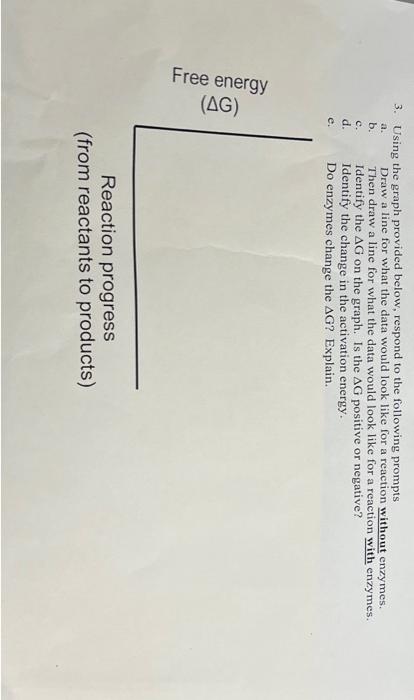 3. Using the graph provided below, respond to the following prompts
a. Draw a line for what the data would look like for a reaction without enzymes.
b. Then draw a line for what the data would look like for a reaction with enzymes.
c. Identify the ΔG on the graph. Is the ΔG positive or negative?
d. Identify the change in the activation energy.
e. Do enzymes change the ΔG? Explain.
Free energy
(ΔG)
Reaction progress
(from reactants to products)